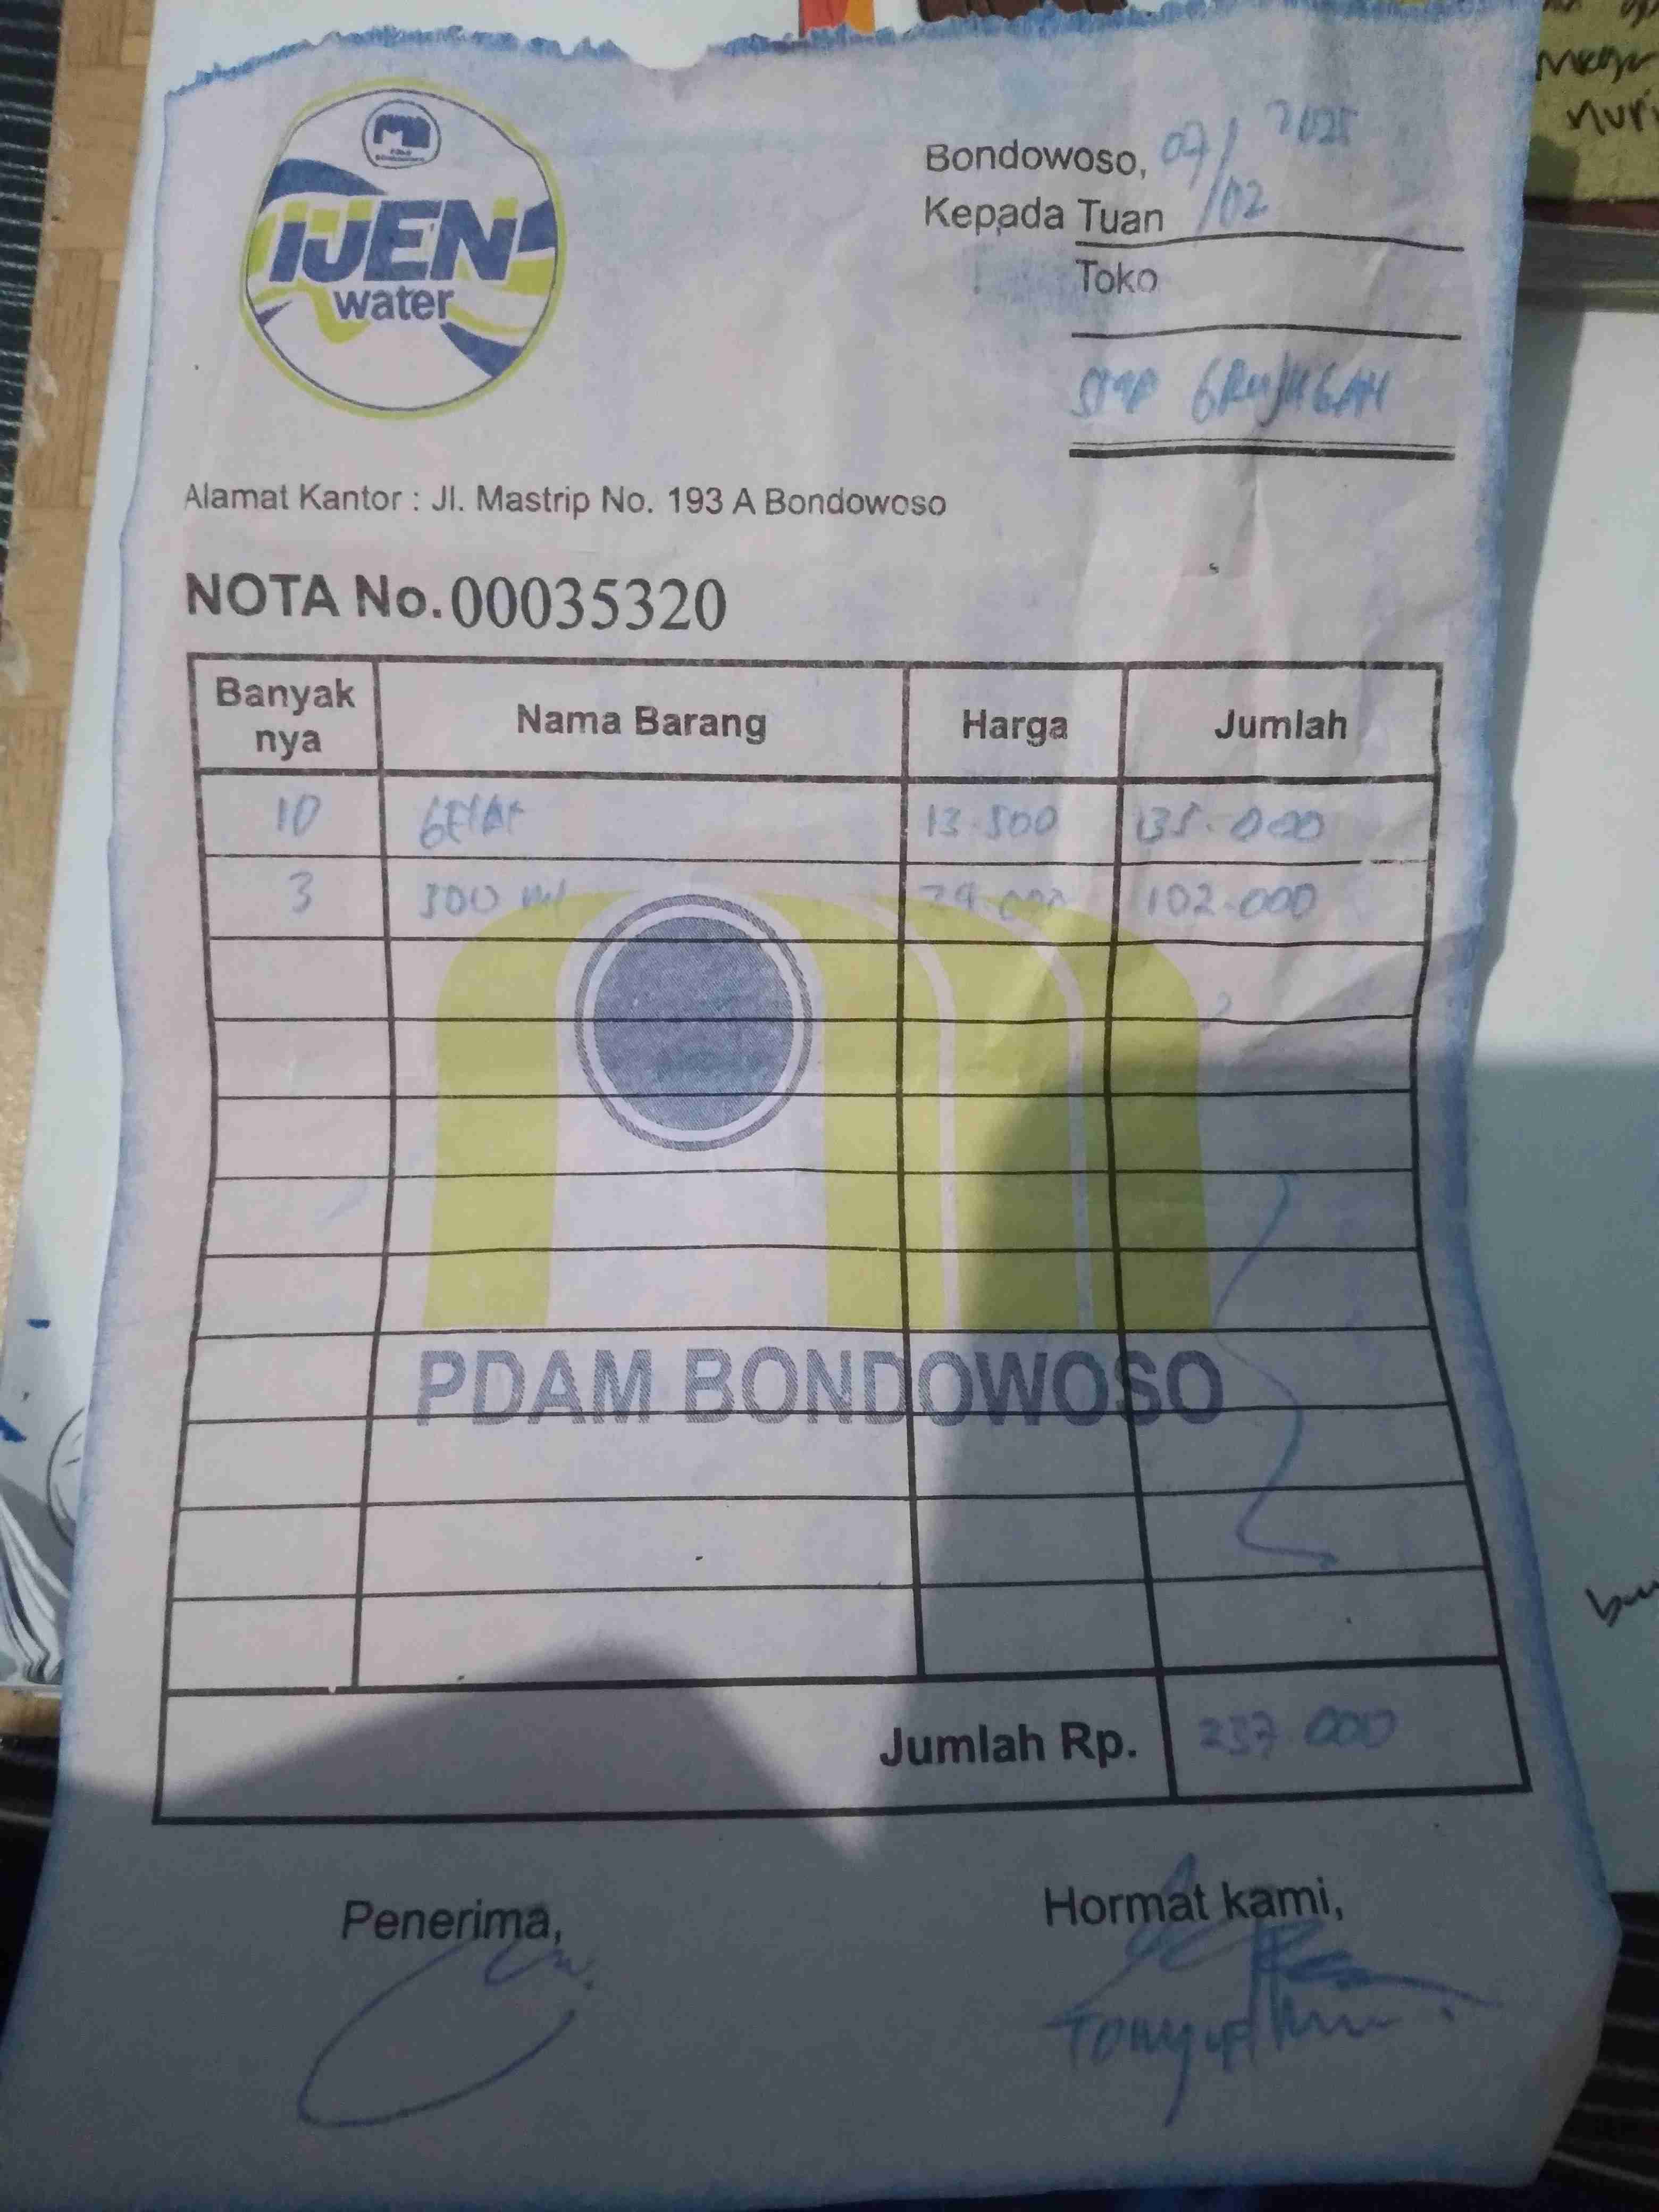 IJEN
water
Bondowoso, 07/02 2025
Kepada Tuan
Toko
SMP GRUJUGAN
Alamat Kantor : Jl. Mastrip No. 193 A Bondowoso
NOTA No. 00035320
Banyak nya Nama Barang Harga Jumlah
10 GELAS 13.500 135.000
3 500 ml 34.000 102.000
PDAM BONDOWOSO
Jumlah Rp. 237.000
Penerima, Hormat kami,